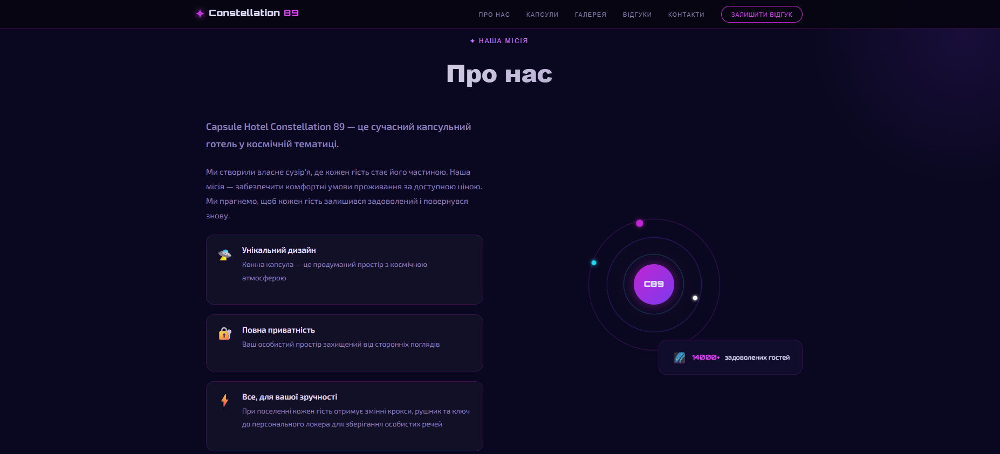 ✦ Constellation 89
ПРО НАС
КАПСУЛИ
ГАЛЕРЕЯ
ВІДГУКИ
КОНТАКТИ
ЗАЛИШИТИ ВІДГУК
✦ НАША МІСІЯ
Про нас
Capsule Hotel Constellation 89 — це сучасний капсульний
готель у космічній тематиці.
Ми створили власне сузір'я, де кожен гість стає його частиною. Наша
місія — забезпечити комфортні умови проживання за доступною ціною.
Ми прагнемо, щоб кожен гість залишився задоволений і повернувся
знову.
Унікальний дизайн
Кожна капсула — це продуманий простір з космічною
атмосферою
Повна приватність
Ваш особистий простір захищений від сторонніх поглядів
Все, для вашої зручності
При поселенні кожен гість отримує змінні крокси, рушник та ключ
до персонального локера для зберігання особистих речей
C89
14000+ задоволених гостей